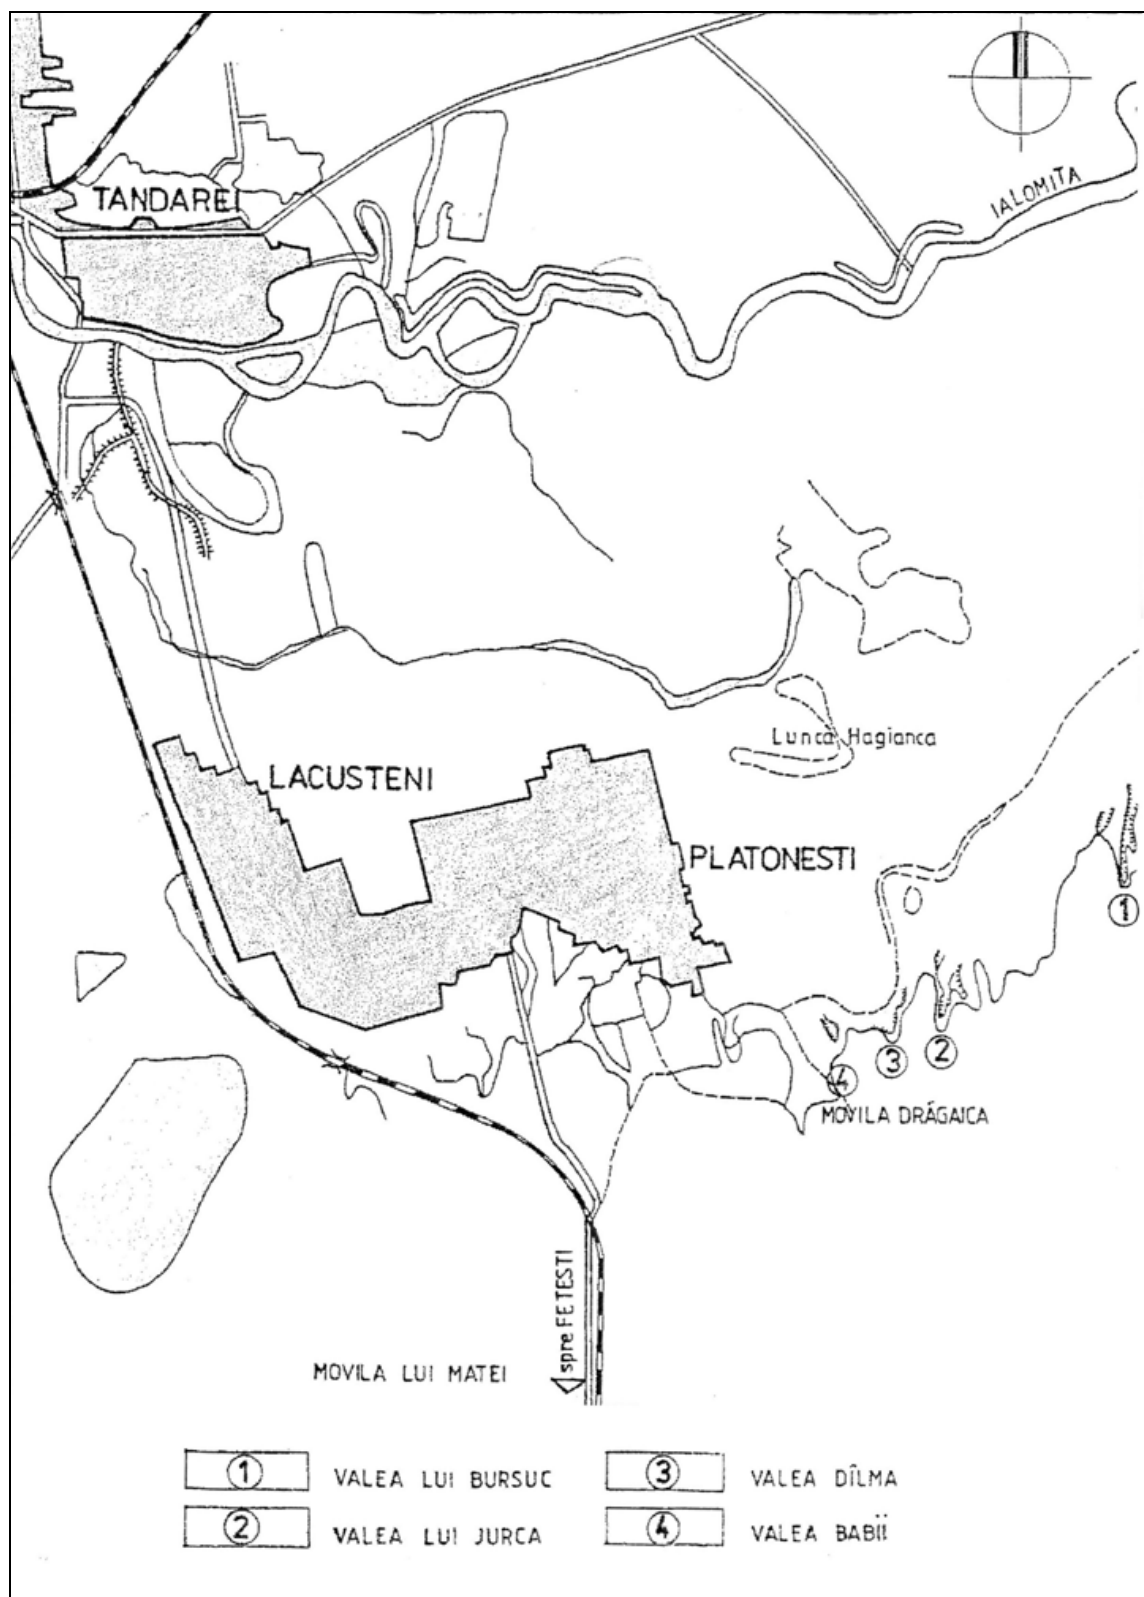 TANDAREI
IALOMITA
Lunca Hagianca
LACUSTENI
PLATONESTI
1
2
3
4
MOVILA DRĂGAICA
spre FETESTI
MOVILA LUI MATEI
1 VALEA LUI BURSUC
3 VALEA DÎLMA
2 VALEA LUI JURCA
4 VALEA BABII